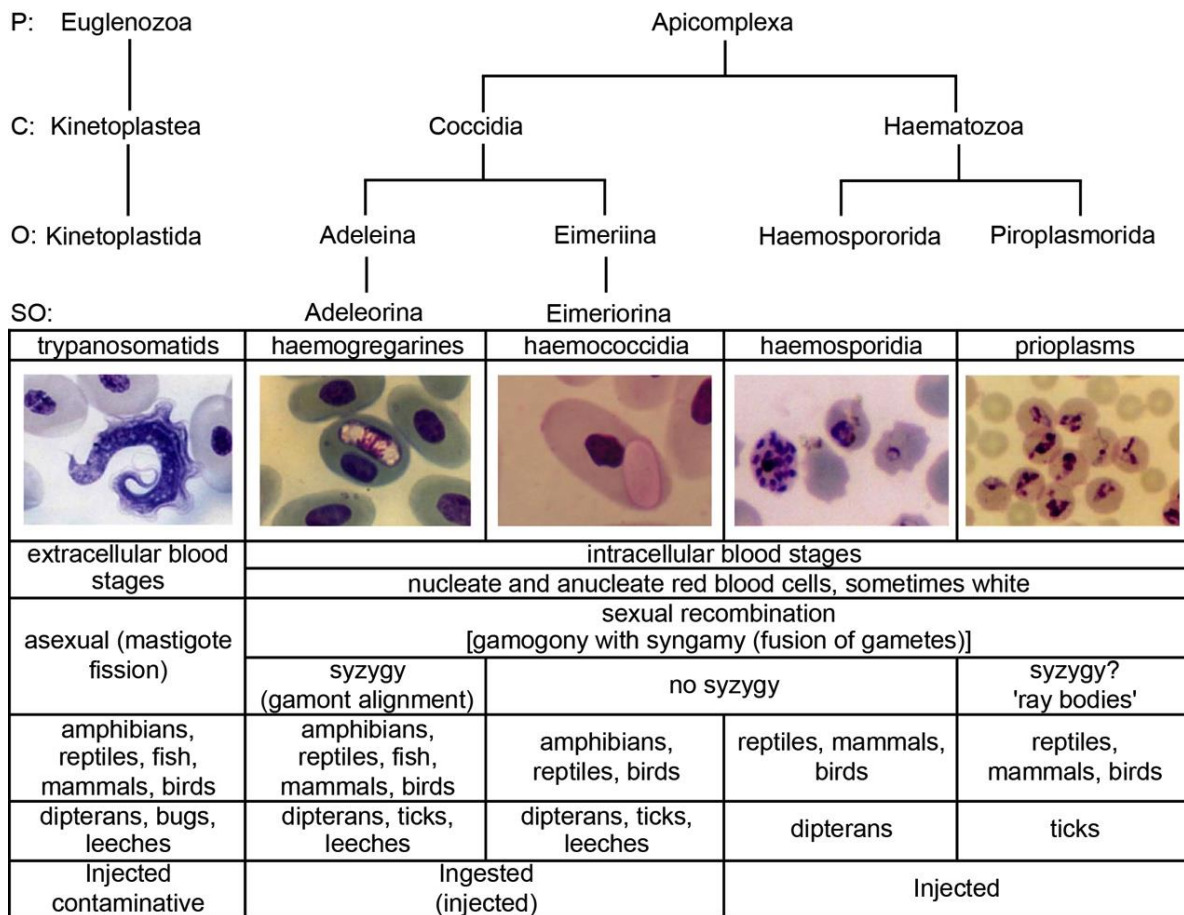 P: Euglenozoa Apicomplexa
C: Kinetoplastea Coccidia Haematozoa
O: Kinetoplastida Adeleina Eimeriina Haemospororida Piroplasmorida
SO: Adeleorina Eimeriorina
trypanosomatids haemogregarines haemococcidia haemosporidia prioplasms
extracellular blood
stages
intracellular blood stages
nucleate and anucleate red blood cells, sometimes white
asexual (mastigote
fission)
sexual recombination
[gamogony with syngamy (fusion of gametes)]
syzygy
(gamont alignment)
no syzygy
syzygy?
'ray bodies'
amphibians,
reptiles, fish,
mammals, birds
amphibians,
reptiles, fish,
mammals, birds
amphibians,
reptiles, birds
reptiles, mammals,
birds
reptiles,
mammals, birds
dipterans, bugs,
leeches
dipterans, ticks,
leeches
dipterans, ticks,
leeches
dipterans
ticks
Injected
contaminative
Ingested
(injected)
Injected